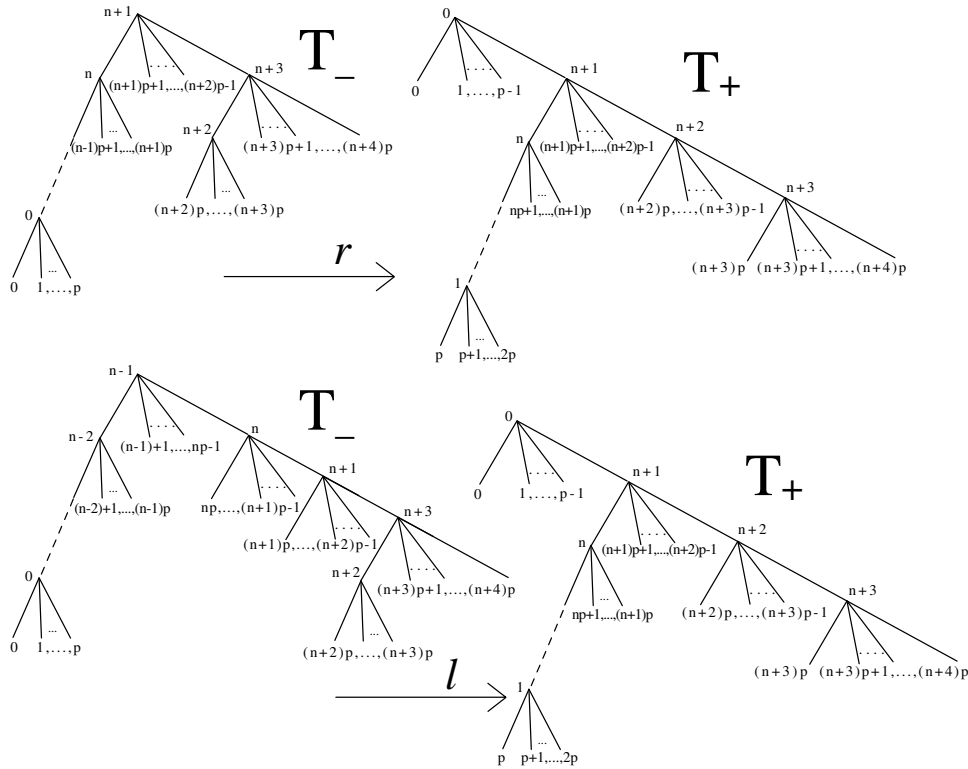 n+1
T_
n
. . . .
(n+1)p+1,...,(n+2)p-1
n+3
...
(n-1)p+1,...,(n+1)p
n+2
. . . .
(n+3)p+1,...,(n+4)p
...
(n+2)p,...,(n+3)p
0
...
0 1,...,p
r
0
T+
. . . .
0 1,...,p-1
n+1
n
. . . .
(n+1)p+1,...,(n+2)p-1
n+2
...
np+1,...,(n+1)p
. . . .
(n+2)p,...,(n+3)p-1
n+3
. . . .
(n+3)p (n+3)p+1,...,(n+4)p
1
...
p p+1,...,2p
n-1
T_
n-2
. . . .
(n-1)+1,...,np-1
n
...
(n-2)+1,...,(n-1)p
. . . .
np,...,(n+1)p-1
n+1
. . . .
(n+1)p,...,(n+2)p-1
n+3
n+2
. . . .
(n+3)p+1,...,(n+4)p
...
(n+2)p,...,(n+3)p
0
...
0 1,...,p
l
0
T+
. . . .
0 1,...,p-1
n+1
n
. . . .
(n+1)p+1,...,(n+2)p-1
n+2
...
np+1,...,(n+1)p
. . . .
(n+2)p,...,(n+3)p-1
n+3
. . . .
(n+3)p (n+3)p+1,...,(n+4)p
1
...
p p+1,...,2p